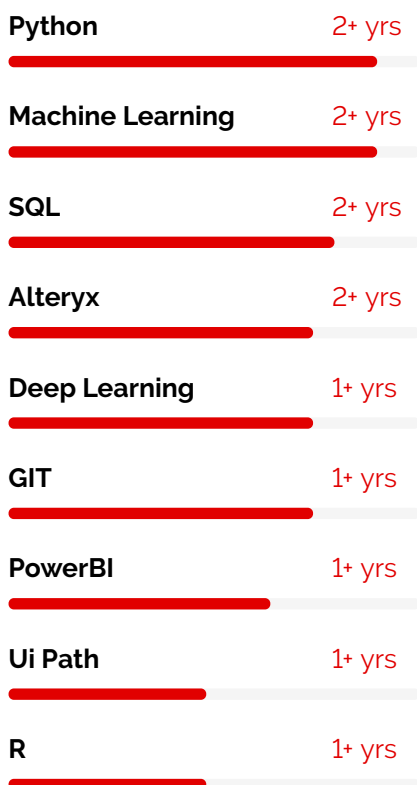 Python 2+ yrs
Machine Learning 2+ yrs
SQL 2+ yrs
Alteryx 2+ yrs
Deep Learning 1+ yrs
GIT 1+ yrs
PowerBI 1+ yrs
Ui Path 1+ yrs
R 1+ yrs